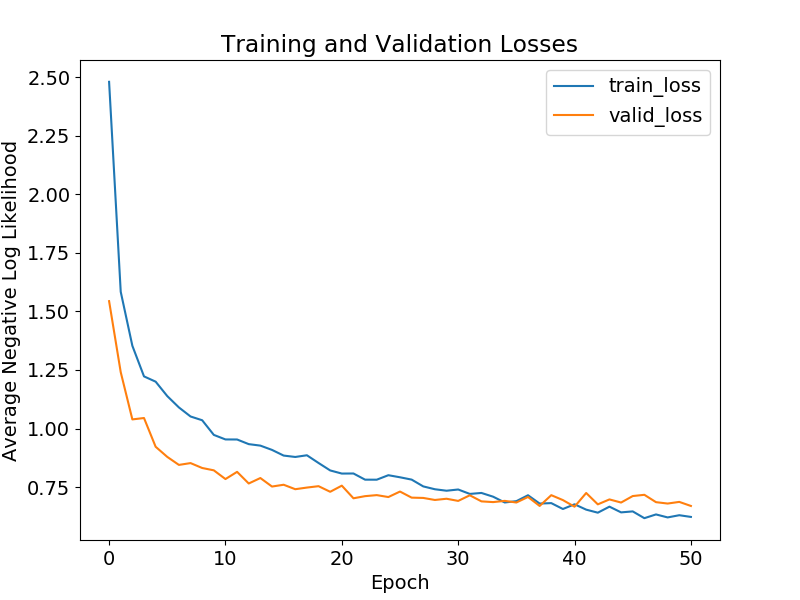 Training and Validation Losses
train_loss
valid_loss
Average Negative Log Likelihood
2.50
2.25
2.00
1.75
1.50
1.25
1.00
0.75
0
10
20
30
40
50
Epoch